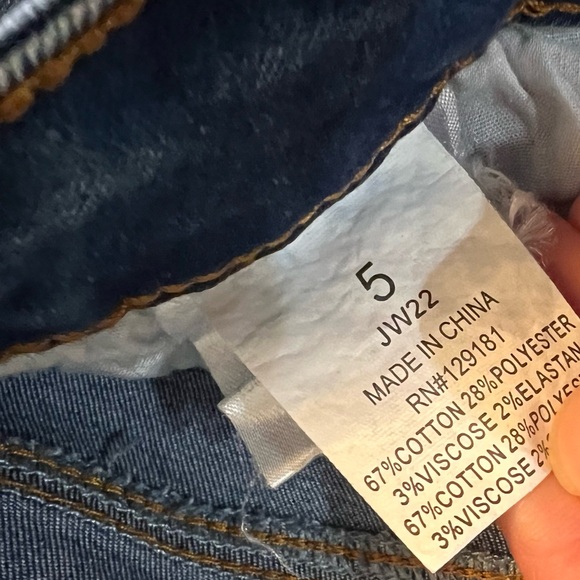 5
JW22
MADE IN CHINA
RN#129181
67%COTTON 28%POLYESTER
3%VISCOSE 2%ELASTAN
67%COTTON 28%POLYES
3%VISCOSE 2%